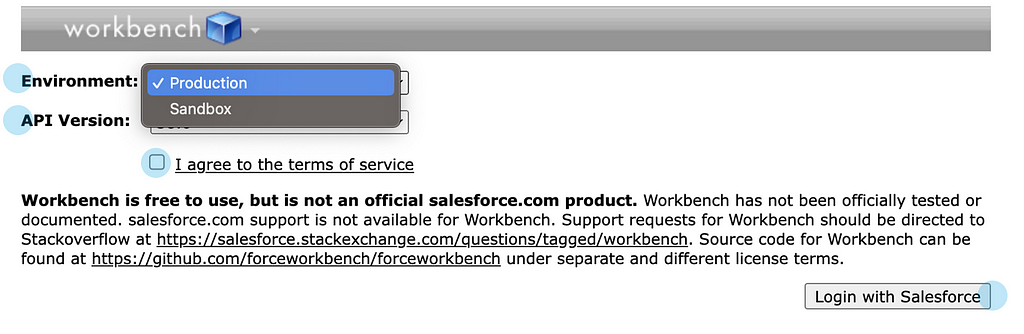 workbench
Environment:
✓ Production
Sandbox
API Version:
I agree to the terms of service
Workbench is free to use, but is not an official salesforce.com product. Workbench has not been officially tested or
documented. salesforce.com support is not available for Workbench. Support requests for Workbench should be directed to
Stackoverflow at https://salesforce.stackexchange.com/questions/tagged/workbench. Source code for Workbench can be
found at https://github.com/forceworkbench/forceworkbench under separate and different license terms.
Login with Salesforce